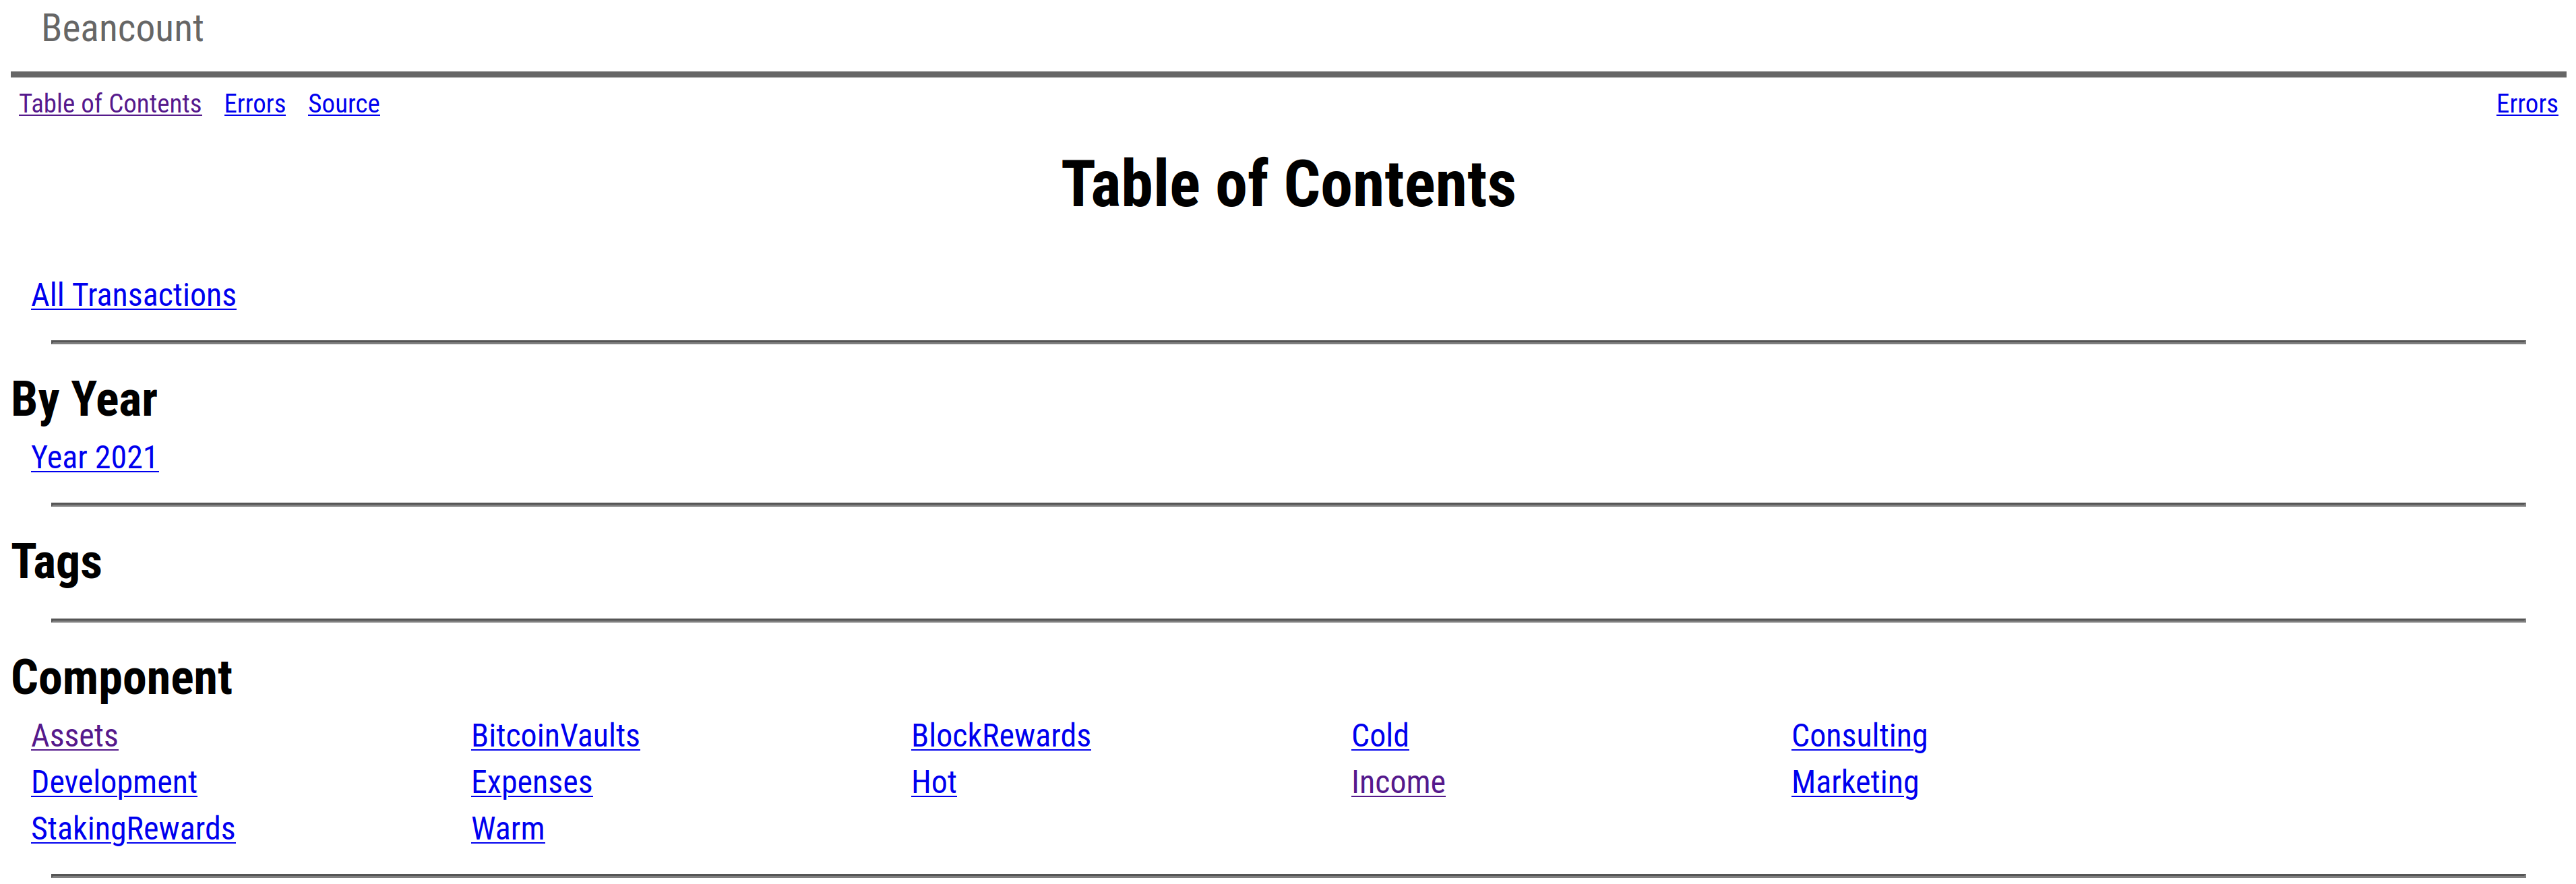 Beancount
Table of Contents Errors Source Errors
Table of Contents
All Transactions
By Year
Year 2021
Tags
Component
Assets BitcoinVaults BlockRewards Cold Consulting
Development Expenses Hot Income Marketing
StakingRewards Warm